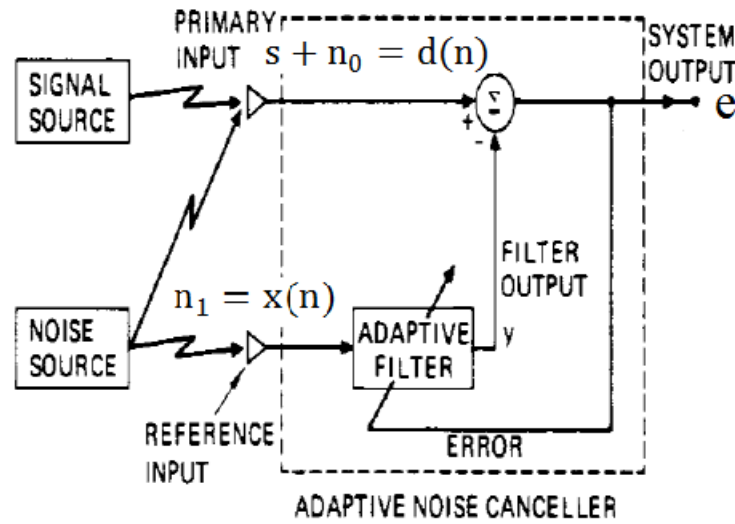 PRIMARY
INPUT
s + n₀ = d(n)
SYSTEM
OUTPUT
SIGNAL
SOURCE
Σ
+
-
e
FILTER
OUTPUT
n₁ = x(n)
NOISE
SOURCE
ADAPTIVE
FILTER
y
REFERENCE
INPUT
ERROR
ADAPTIVE NOISE CANCELLER